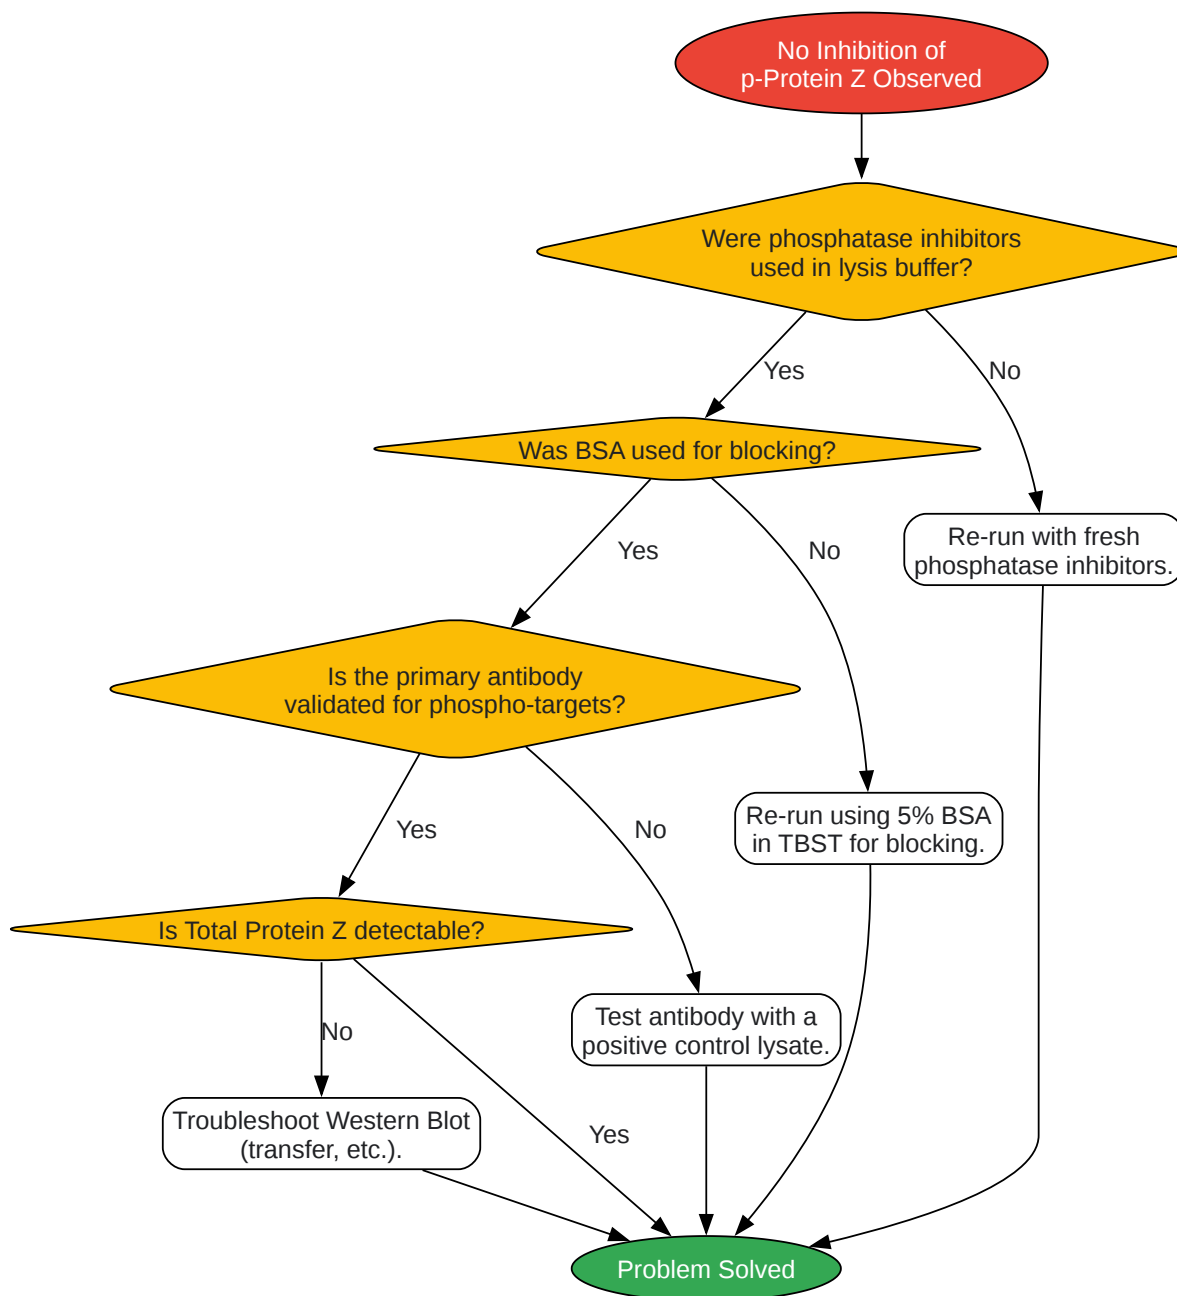 No Inhibition of
p-Protein Z Observed
Were phosphatase inhibitors
used in lysis buffer?
Yes
No
Was BSA used for blocking?
Re-run with fresh
phosphatase inhibitors.
Yes
No
Is the primary antibody
validated for phospho-targets?
Re-run using 5% BSA
in TBST for blocking.
Yes
No
Is Total Protein Z detectable?
Test antibody with a
positive control lysate.
No
Troubleshoot Western Blot
(transfer, etc.).
Yes
Problem Solved